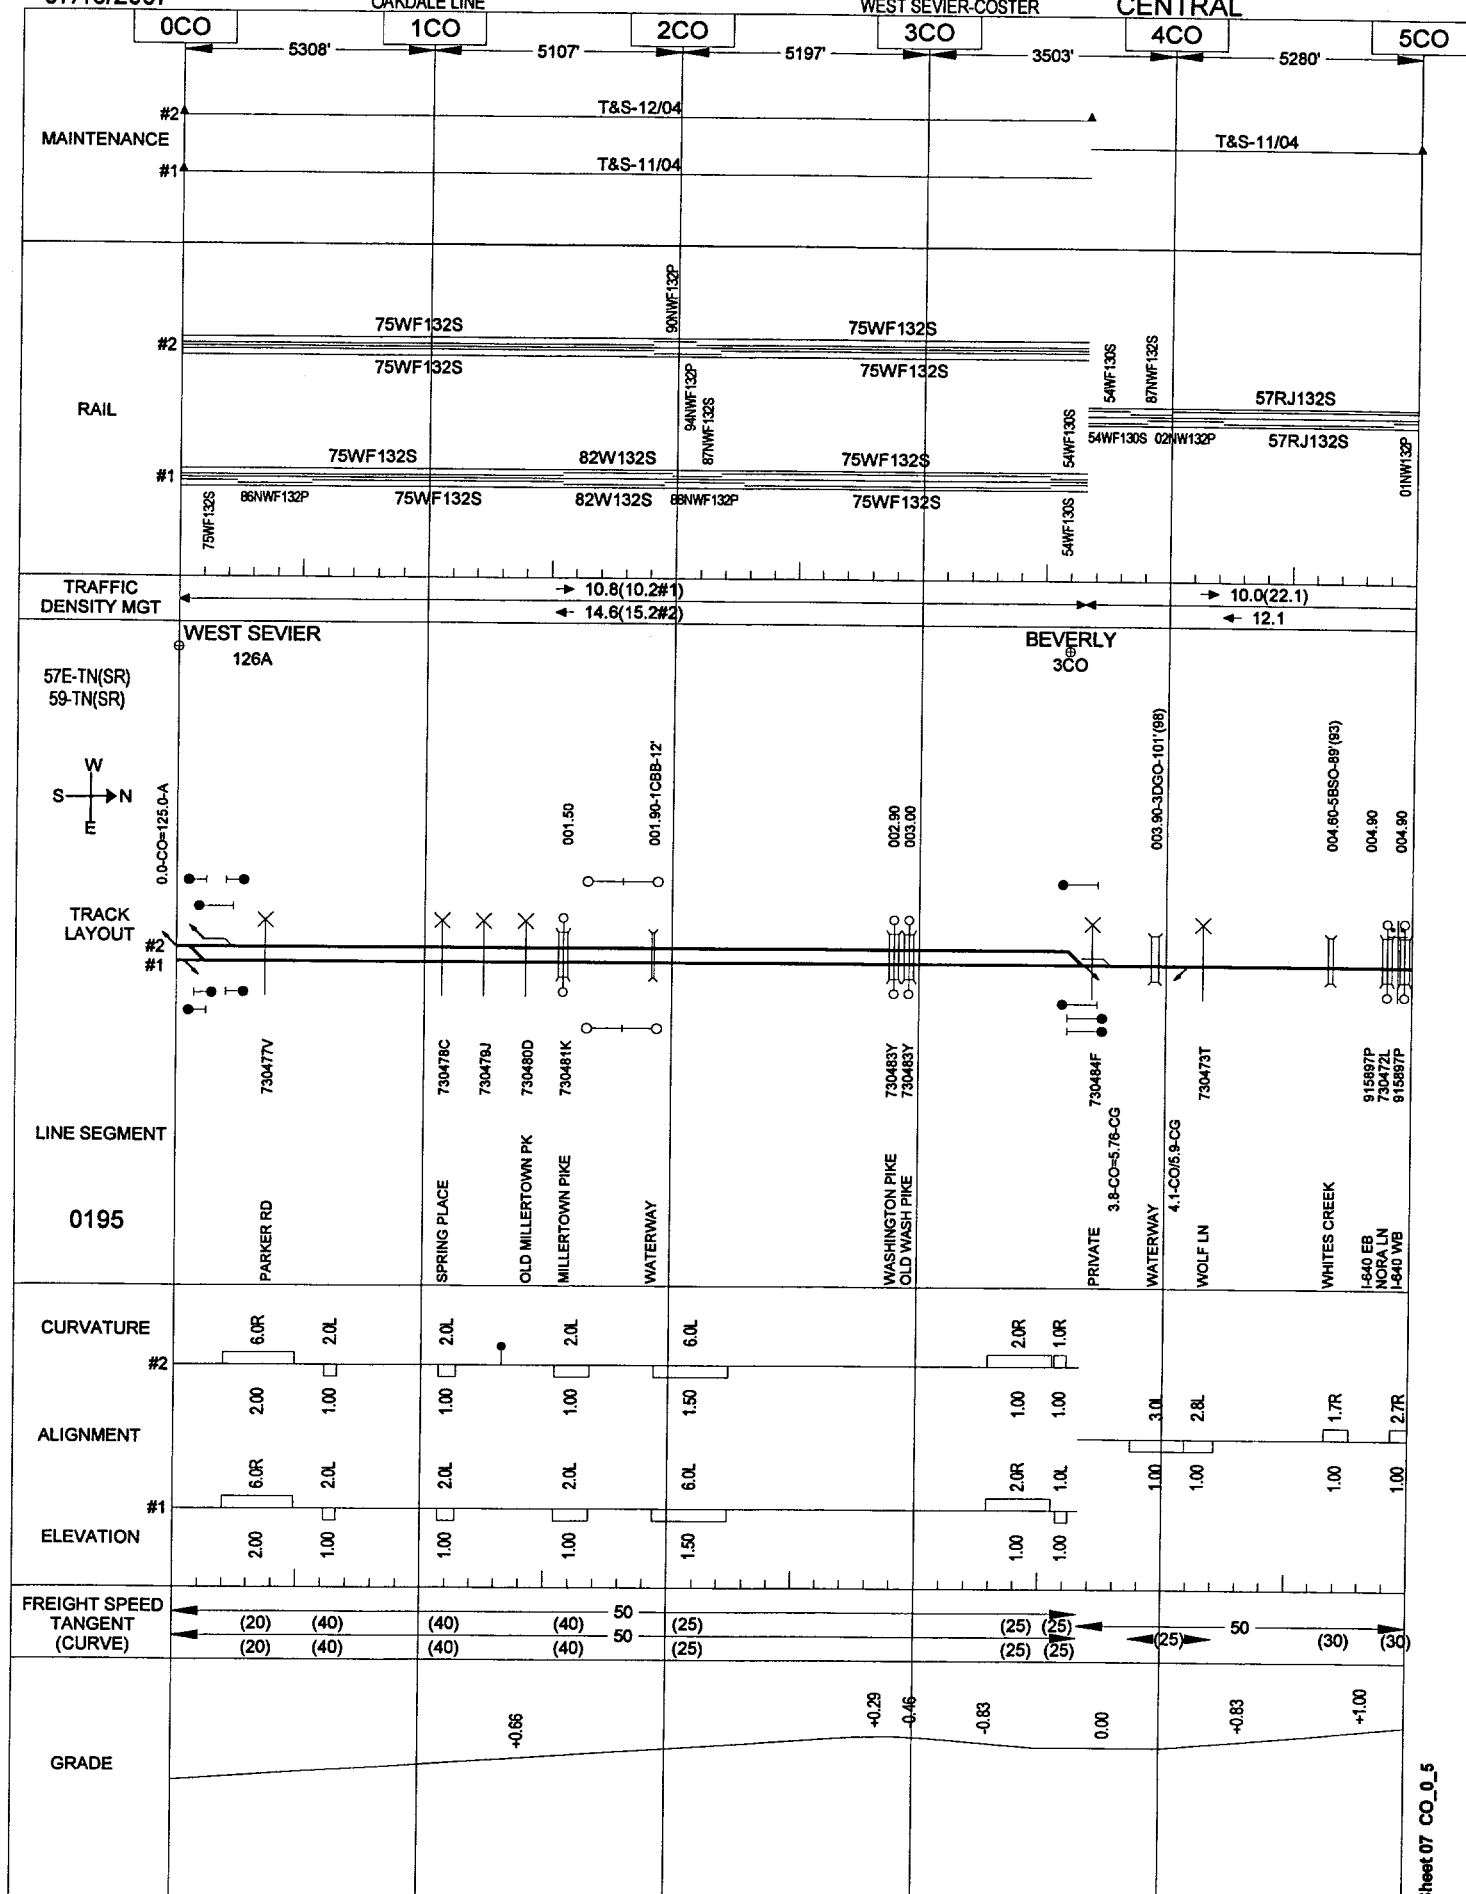 OAKDALE LINE
WEST SEVIER-COSTER
CENTRAL
0CO 1CO 2CO 3CO 4CO 5CO
5308' 5107' 5197' 3503' 5280'
MAINTENANCE
#2 T&S-12/04
#1 T&S-11/04
T&S-11/04
RAIL
#2
75WF132S
90NWF132P
75WF132S
75WF132S
75WF132S
94NWF132P
87NWF132S
54WF130S
54WF130S
87NWF132S
57RJ132S
54WF130S 02NW132P
57RJ132S
01NW132P
#1
75WF132S 82W132S 75WF132S
75WF132S
86NWF132P
75WF132S 82W132S 88NWF132P 75WF132S
54WF130S
TRAFFIC
DENSITY MGT
10.8(10.2#1)
14.6(15.2#2)
10.0(22.1)
12.1
WEST SEVIER
126A
BEVERLY
3CO
57E-TN(SR)
59-TN(SR)
W
S N
E
0.0-CO=125.0-A
001.50
001.90-1CBB-12'
002.90
003.00
003.90-3DGO-101'(98)
004.60-5BSO-89'(93)
004.90
004.90
TRACK
LAYOUT
#2
#1
730477V
730478C
730479J
730480D
730481K
730483Y
730483Y
730484F
730473T
915897P
730472L
915897P
3.8-CO=5.76-CG
4.1-CO/5.9-CG
LINE SEGMENT
0195
PARKER RD
SPRING PLACE
OLD MILLERTOWN PK
MILLERTOWN PIKE
WATERWAY
WASHINGTON PIKE
OLD WASH PIKE
PRIVATE
WATERWAY
WOLF LN
WHITES CREEK
I-640 EB
NORA LN
I-640 WB
CURVATURE
#2
6.0R 2.0L 2.0L 2.0L 6.0L 2.0R 1.0R
2.00 1.00 1.00 1.00 1.50 1.00 1.00
ALIGNMENT
3.0L 2.8L 1.7R 2.7R
1.00 1.00 1.00 1.00
#1
6.0R 2.0L 2.0L 2.0L 6.0L 2.0R 1.0L
ELEVATION
2.00 1.00 1.00 1.00 1.50 1.00 1.00
FREIGHT SPEED
TANGENT
(CURVE)
50
(20) (40) (40) (40) (25) (25) (25)
50
(20) (40) (40) (40) (25) (25) (25)
50
(25) (30) (30)
GRADE
+0.66 +0.29 -0.46 -0.83 0.00 +0.83 +1.00
07 CO_0_5